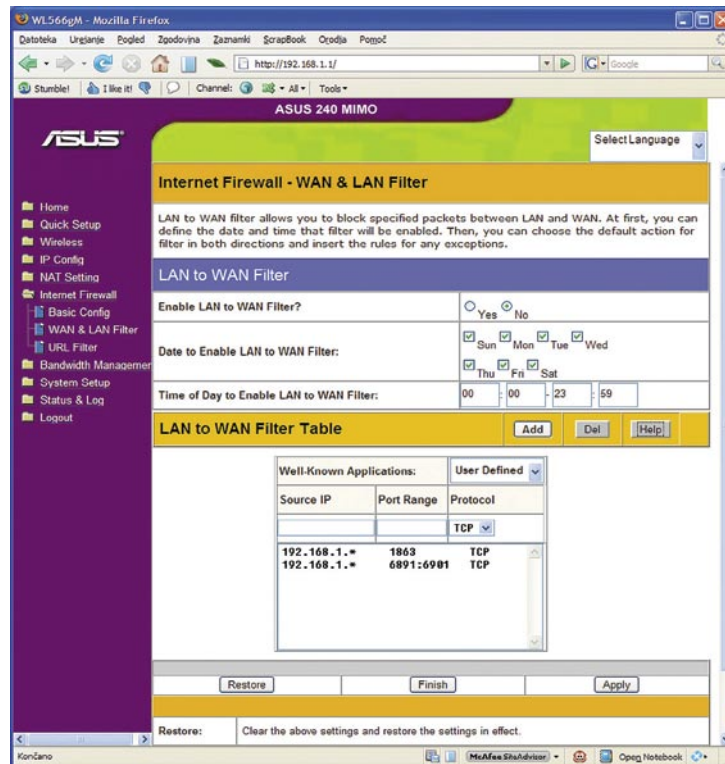 WL566gM - Mozilla Firefox
Datoteka Urejanje Pogled Zgodovina Zaznamki ScrapBook Orodja Pomoč
http://192.168.1.1/ Google
Stumble! I like it! Channel: All Tools
ASUS 240 MIMO
ASUS
Select Language
Internet Firewall - WAN & LAN Filter
LAN to WAN filter allows you to block specified packets between LAN and WAN. At first, you can
define the date and time that filter will be enabled. Then, you can choose the default action for
filter in both directions and insert the rules for any exceptions.
Home
Quick Setup
Wireless
IP Config
NAT Setting
Internet Firewall
Basic Config
WAN & LAN Filter
URL Filter
Bandwidth Managemer
System Setup
Status & Log
Logout
LAN to WAN Filter
Enable LAN to WAN Filter? Yes No
Date to Enable LAN to WAN Filter: Sun Mon Tue Wed
Thu Fri Sat
Time of Day to Enable LAN to WAN Filter: 00 : 00 - 23 : 59
LAN to WAN Filter Table Add Del Help
Well-Known Applications: User Defined
Source IP Port Range Protocol
TCP
192.168.1.* 1863 TCP
192.168.1.* 6891:6901 TCP
Restore Finish Apply
Restore: Clear the above settings and restore the settings in effect.
Končano McAfee SiteAdvisor Open Notebook